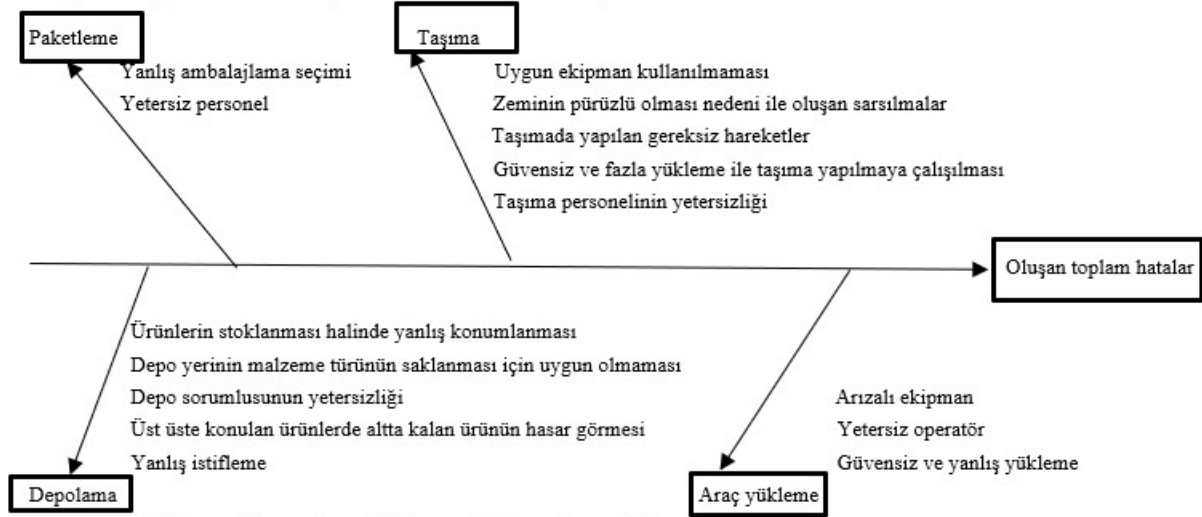 Paketleme
Yanlış ambalajlama seçimi
Yetersiz personel
Taşıma
Uygun ekipman kullanılmaması
Zeminin pürüzlü olması nedeni ile oluşan sarsılmalar
Taşımada yapılan gereksiz hareketler
Güvensiz ve fazla yükleme ile taşıma yapılmaya çalışılması
Taşıma personelinin yetersizliği
Oluşan toplam hatalar
Ürünlerin stoklanması halinde yanlış konumlanması
Depo yerinin malzeme türünün saklanması için uygun olmaması
Depo sorumlusunun yetersizliği
Üst üste konulan ürünlerde altta kalan ürünün hasar görmesi
Yanlış istifleme
Depolama
Arızalı ekipman
Yetersiz operatör
Güvensiz ve yanlış yükleme
Araç yükleme